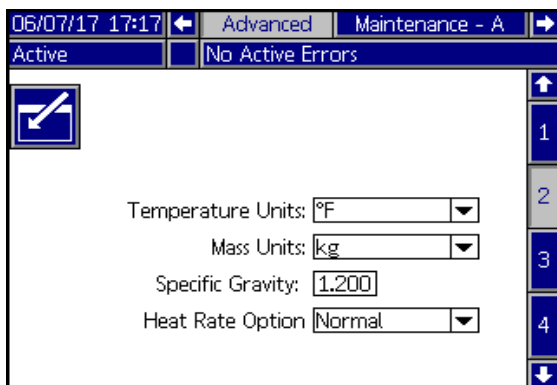 06/07/17 17:17 Advanced Maintenance - A
Active No Active Errors
1
2
Temperature Units: °F
Mass Units: kg
3
Specific Gravity: 1.200
Heat Rate Option Normal
4